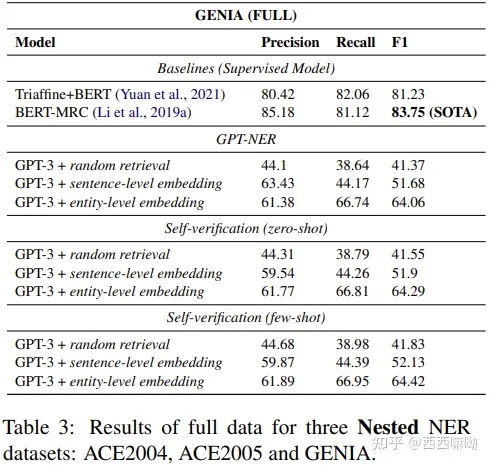 GENIA (FULL)
Model Precision Recall F1
Baselines (Supervised Model)
Triaffine+BERT (Yuan et al., 2021) 80.42 82.06 81.23
BERT-MRC (Li et al., 2019a) 85.18 81.12 83.75 (SOTA)
GPT-NER
GPT-3 + random retrieval 44.1 38.64 41.37
GPT-3 + sentence-level embedding 63.43 44.17 51.68
GPT-3 + entity-level embedding 61.38 66.74 64.06
Self-verification (zero-shot)
GPT-3 + random retrieval 44.31 38.79 41.55
GPT-3 + sentence-level embedding 59.54 44.26 51.9
GPT-3 + entity-level embedding 61.77 66.81 64.29
Self-verification (few-shot)
GPT-3 + random retrieval 44.68 38.98 41.83
GPT-3 + sentence-level embedding 59.87 44.39 52.13
GPT-3 + entity-level embedding 61.89 66.95 64.42
Table 3: Results of full data for three Nested NER
datasets: ACE2004, ACE2005 and GENIA.
知乎 @西西嘛呦